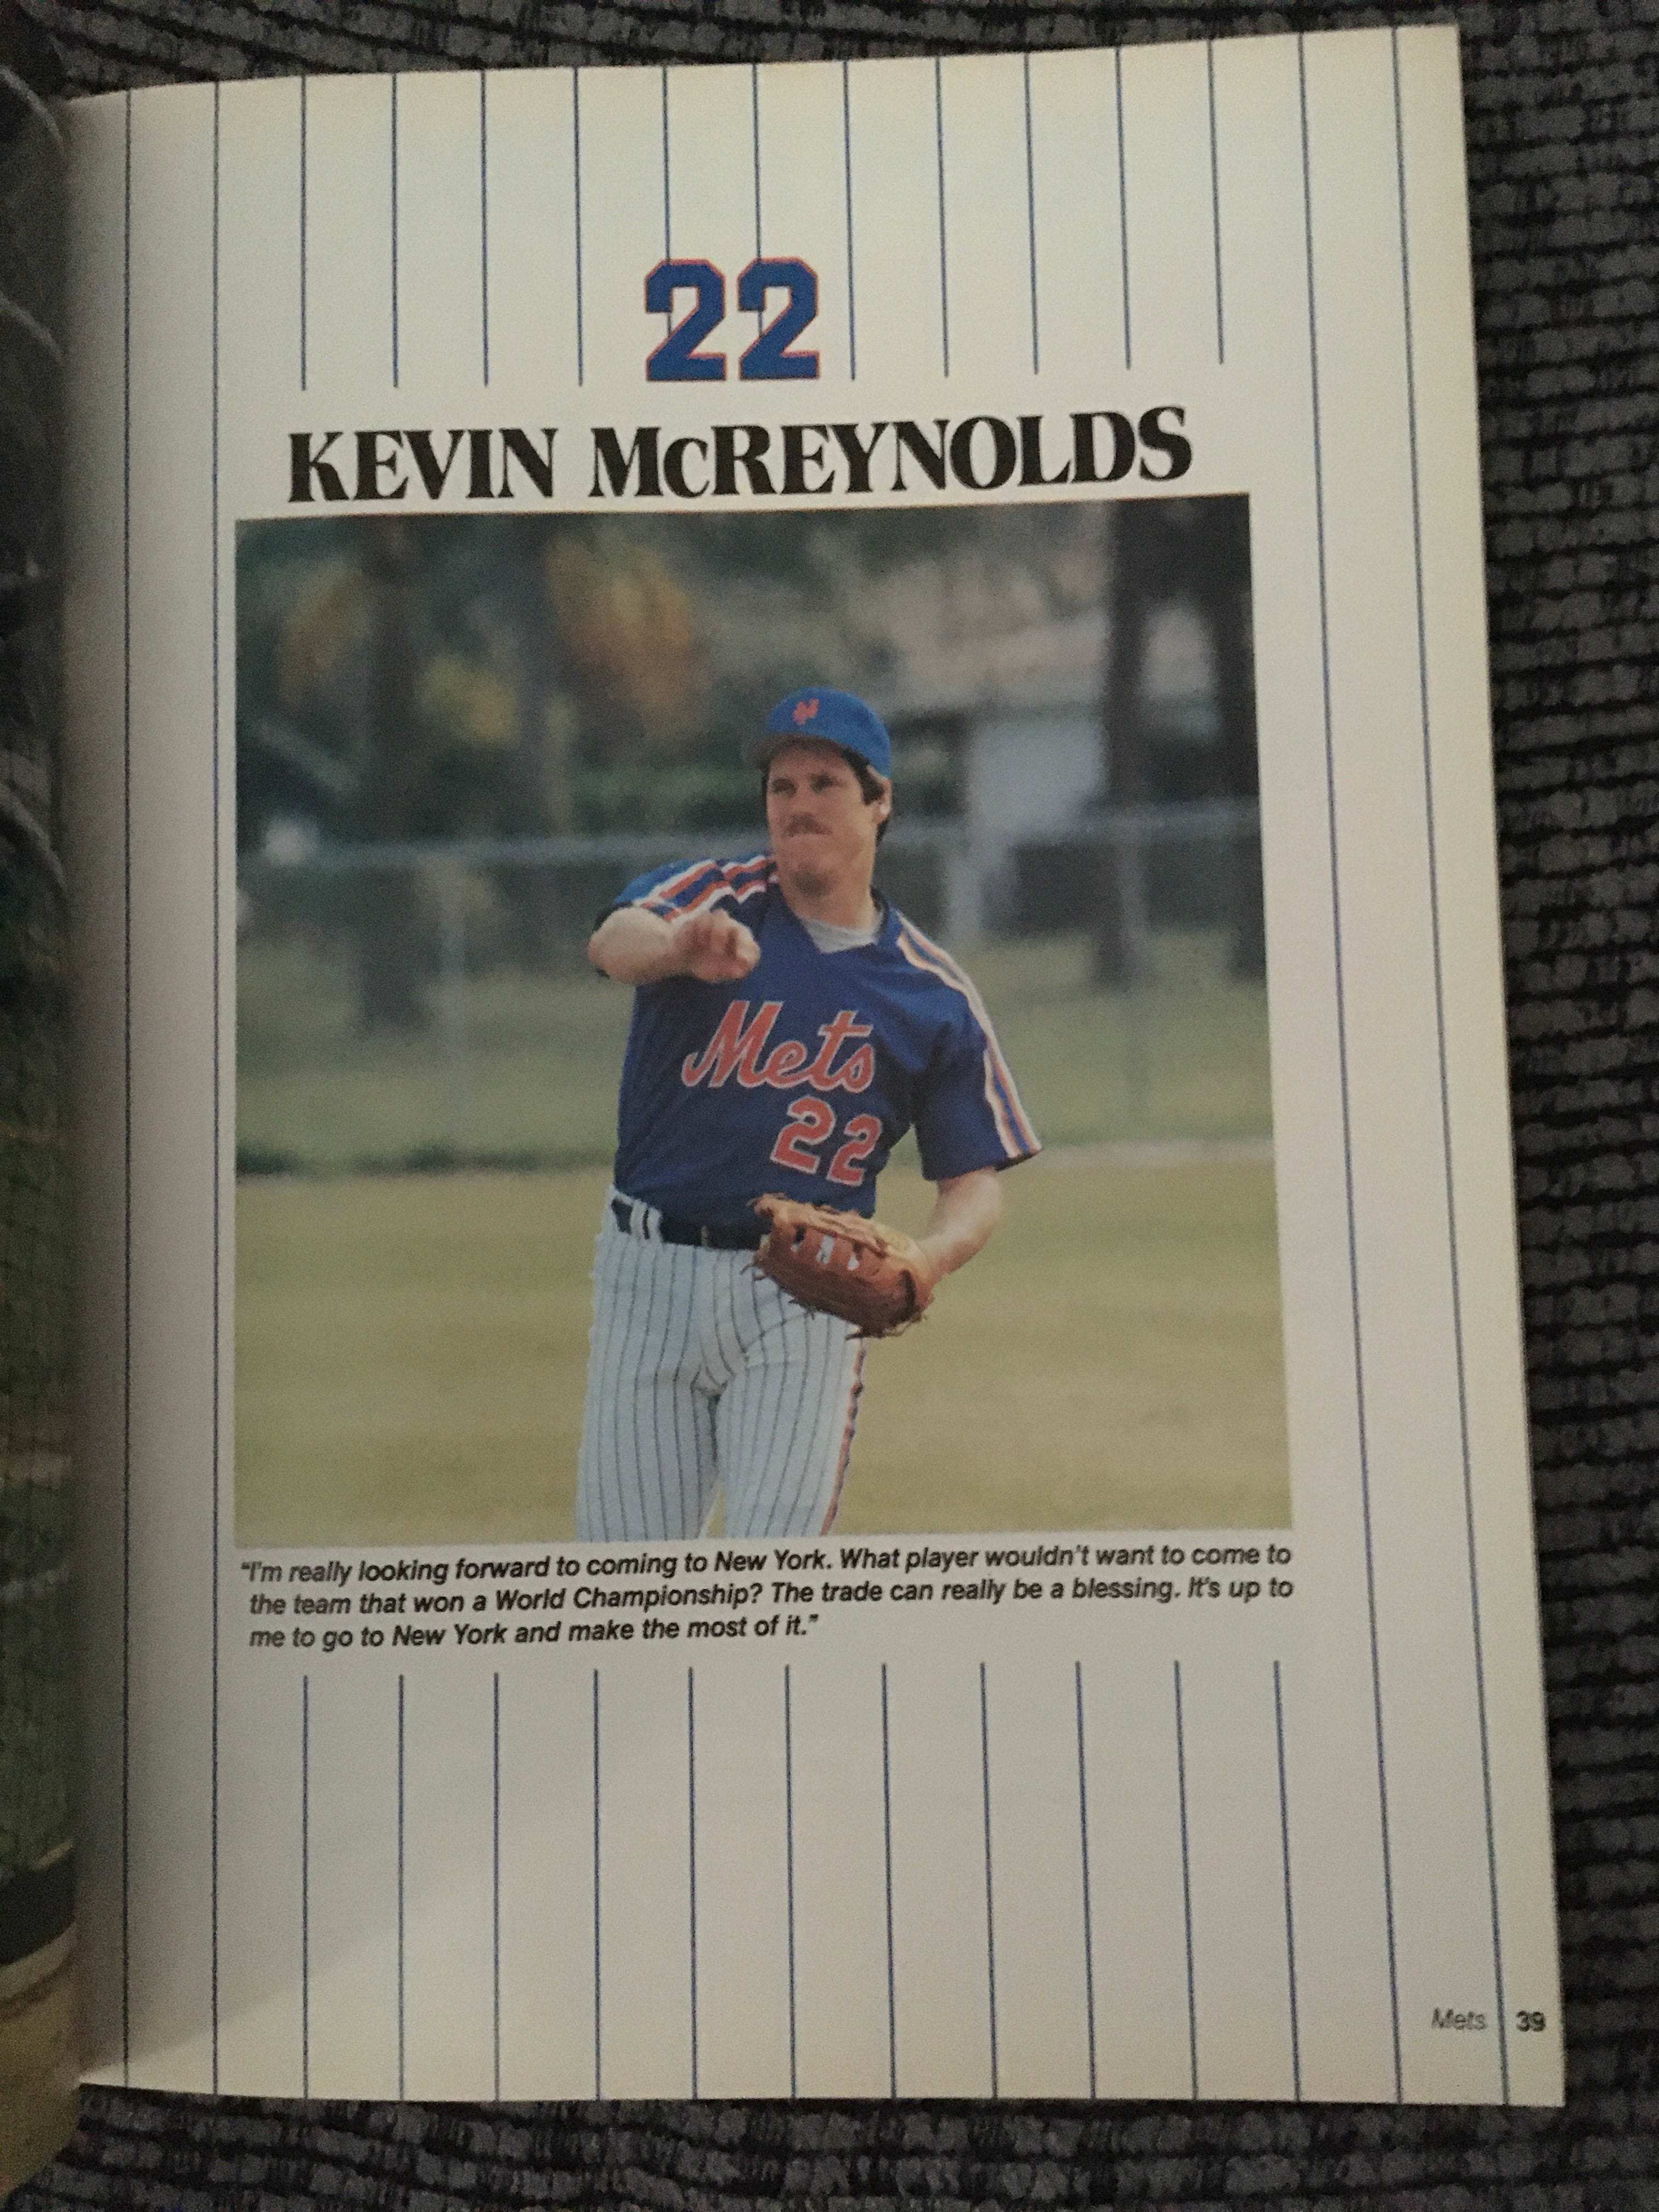 22
KEVIN McREYNOLDS
Mets
22
"I'm really looking forward to coming to New York. What player wouldn't want to come to
the team that won a World Championship? The trade can really be a blessing. It's up to
me to go to New York and make the most of it."
Mets 39